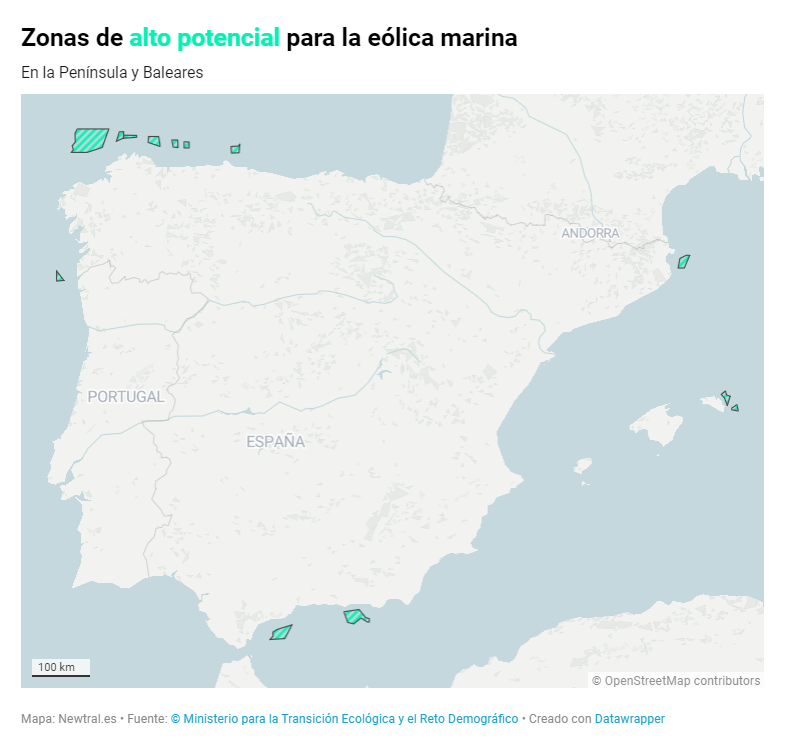 Zonas de alto potencial para la eólica marina
En la Península y Baleares
ANDORRA
PORTUGAL
ESPAÑA
100 km
© OpenStreetMap contributors
Mapa: Newtral.es • Fuente: © Ministerio para la Transición Ecológica y el Reto Demográfico • Creado con Datawrapper